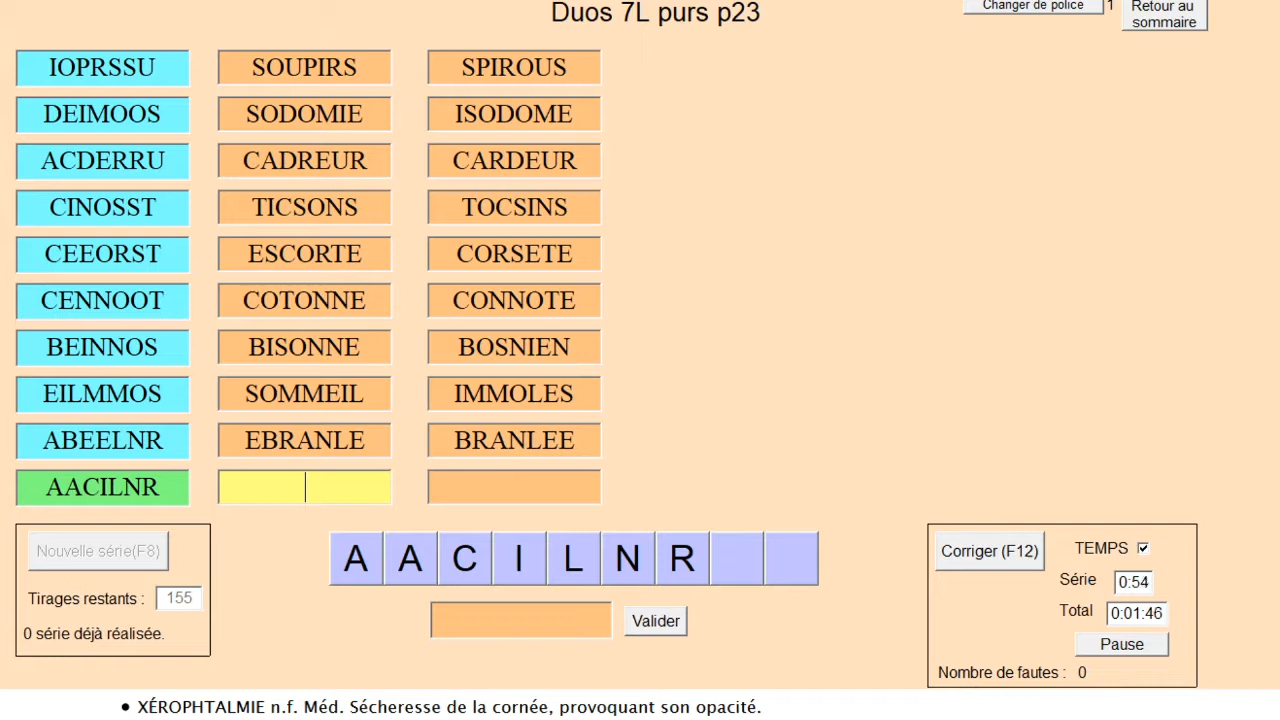 Duos 7L purs p23
Changer de police 1 Retour au sommaire
IOPRSSU SOUPIRS SPIROUS
DEIMOOS SODOMIE ISODOME
ACDERRU CADREUR CARDEUR
CINOSST TICSONS TOCSINS
CEEORST ESCORTE CORSETE
CENNOOT COTONNE CONNOTE
BEINNOS BISONNE BOSNIEN
EILMMOS SOMMEIL IMMOLES
ABEELNR EBRANLE BRANLEE
AACILNR
Nouvelle série(F8)
Tirages restants : 155
0 série déjà réalisée.
A A C I L N R
Valider
Corriger (F12) TEMPS
Série 0:54
Total 0:01:46
Pause
Nombre de fautes : 0
• XÉROPHTALMIE n.f. Méd. Sécheresse de la cornée, provoquant son opacité.